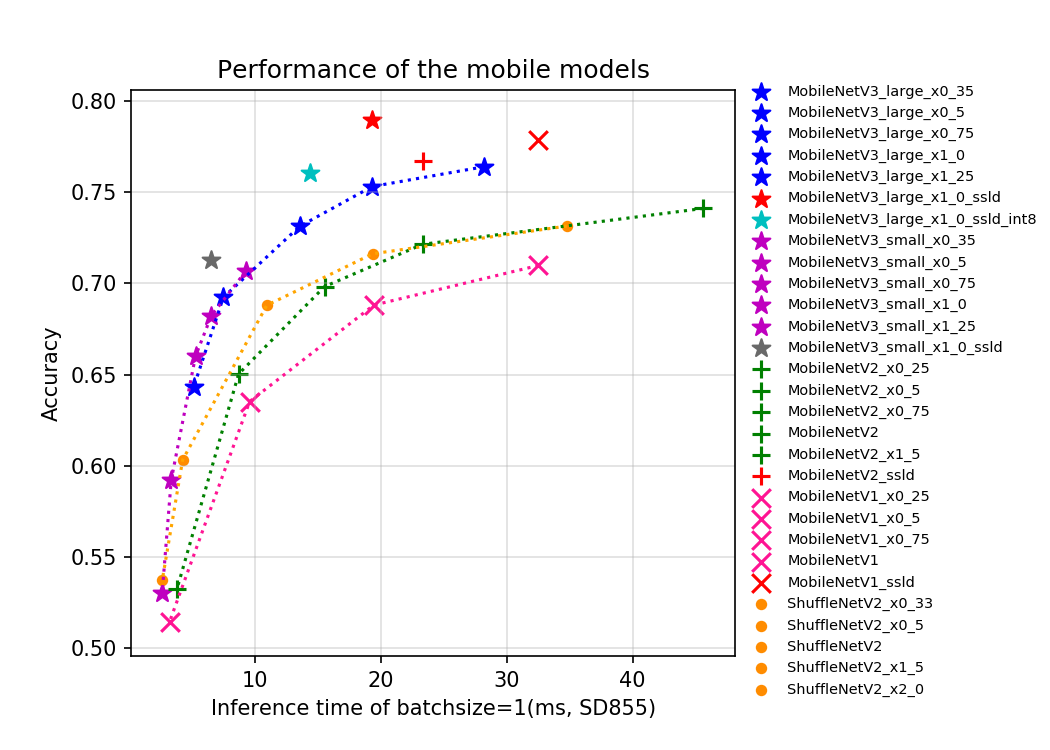 Performance of the mobile models
0.80
0.75
0.70
0.65
0.60
0.55
0.50
Accuracy
10 20 30 40
Inference time of batchsize=1(ms, SD855)
MobileNetV3_large_x0_35
MobileNetV3_large_x0_5
MobileNetV3_large_x0_75
MobileNetV3_large_x1_0
MobileNetV3_large_x1_25
MobileNetV3_large_x1_0_ssld
MobileNetV3_large_x1_0_ssld_int8
MobileNetV3_small_x0_35
MobileNetV3_small_x0_5
MobileNetV3_small_x0_75
MobileNetV3_small_x1_0
MobileNetV3_small_x1_25
MobileNetV3_small_x1_0_ssld
MobileNetV2_x0_25
MobileNetV2_x0_5
MobileNetV2_x0_75
MobileNetV2
MobileNetV2_x1_5
MobileNetV2_ssld
MobileNetV1_x0_25
MobileNetV1_x0_5
MobileNetV1_x0_75
MobileNetV1
MobileNetV1_ssld
ShuffleNetV2_x0_33
ShuffleNetV2_x0_5
ShuffleNetV2
ShuffleNetV2_x1_5
ShuffleNetV2_x2_0